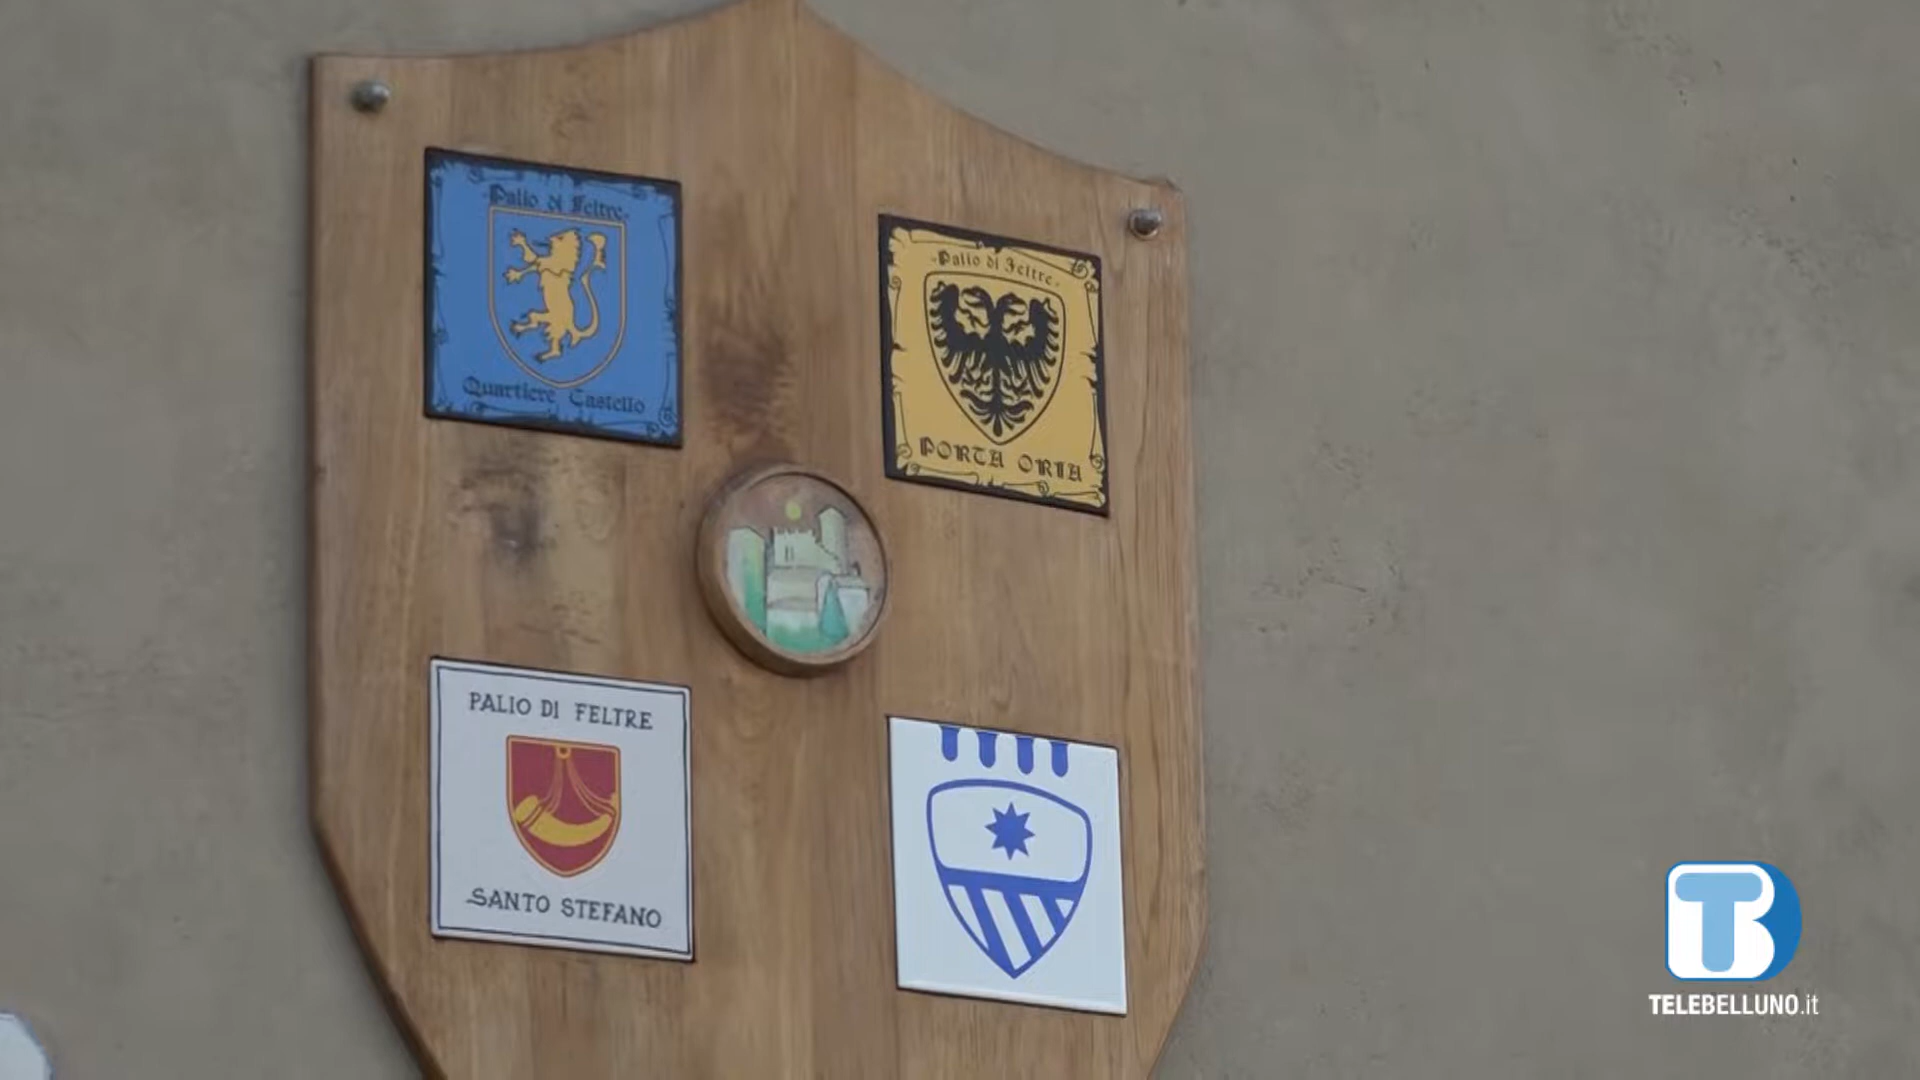 Palio di Feltre
Quartiere Castello
Palio di Feltre
PORTA ORIA
PALIO DI FELTRE
SANTO STEFANO
TB
TELEBELLUNO.it